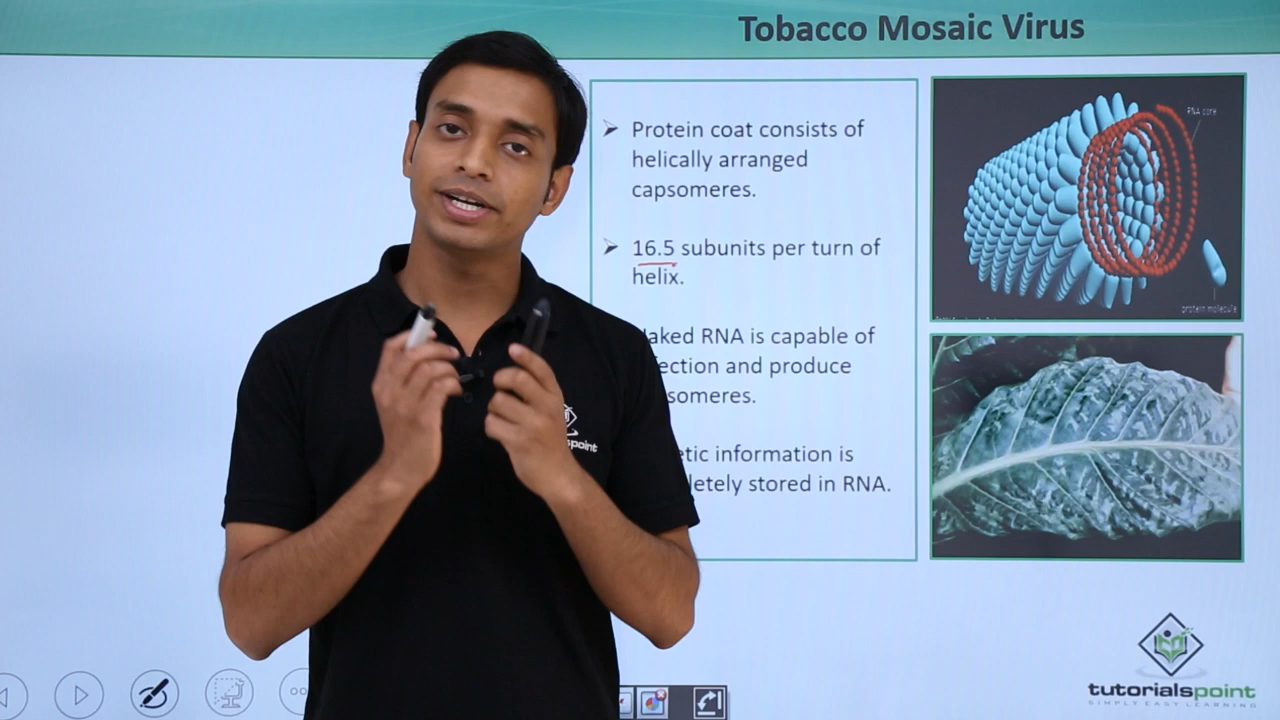 Tobacco Mosaic Virus
Protein coat consists of
helically arranged
capsomeres.
16.5 subunits per turn of
helix.
aked RNA is capable of
ection and produce
someres.
etic information is
letely stored in RNA.
RNA core
protein molecule
spoint
tutorialspoint
SIMPLY EASY LEARNING